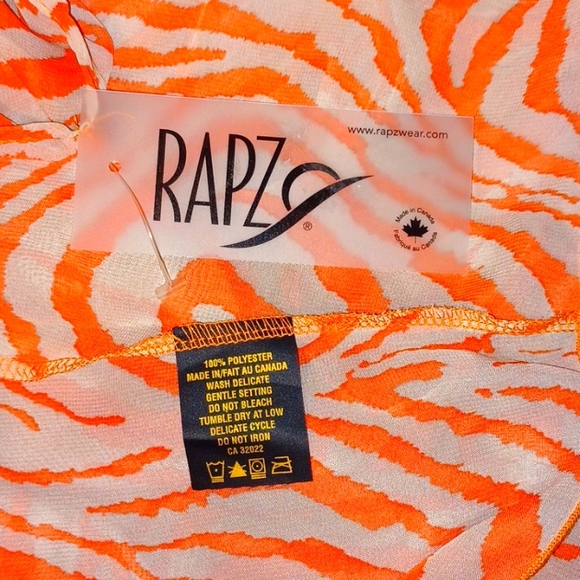 www.rapzwear.com
RAPZ
®
Made in Canada
Fabriqué au Canada
100% POLYESTER
MADE IN/FAIT AU CANADA
WASH DELICATE
GENTLE SETTING
DO NOT BLEACH
TUMBLE DRY AT LOW
DELICATE CYCLE
DO NOT IRON
CA 32022